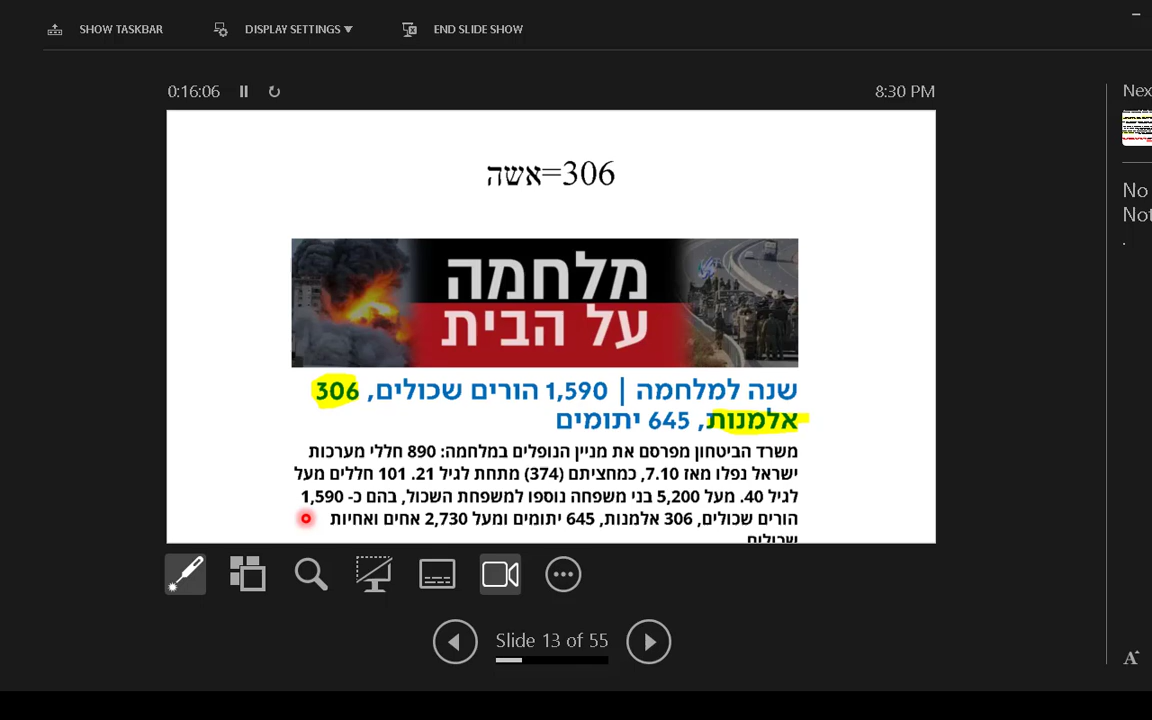 SHOW TASKBAR
DISPLAY SETTINGS ▼
END SLIDE SHOW
0:16:06
8:30 PM
306=אשה
מלחמה
על הבית
שנה למלחמה | 1,590 הורים שכולים, 306
אלמנות, 645 יתומים
משרד הביטחון מפרסם את מניין הנופלים במלחמה: 890 חללי מערכות
ישראל נפלו מאז 7.10, כמחציתם (374) מתחת לגיל 21. 101 חללים מעל
לגיל 40. מעל 5,200 בני משפחה נוספו למשפחת השכול, בהם כ- 1,590
הורים שכולים, 306 אלמנות, 645 יתומים ומעל 2,730 אחים ואחיות
שכולים
Slide 13 of 55
No
A